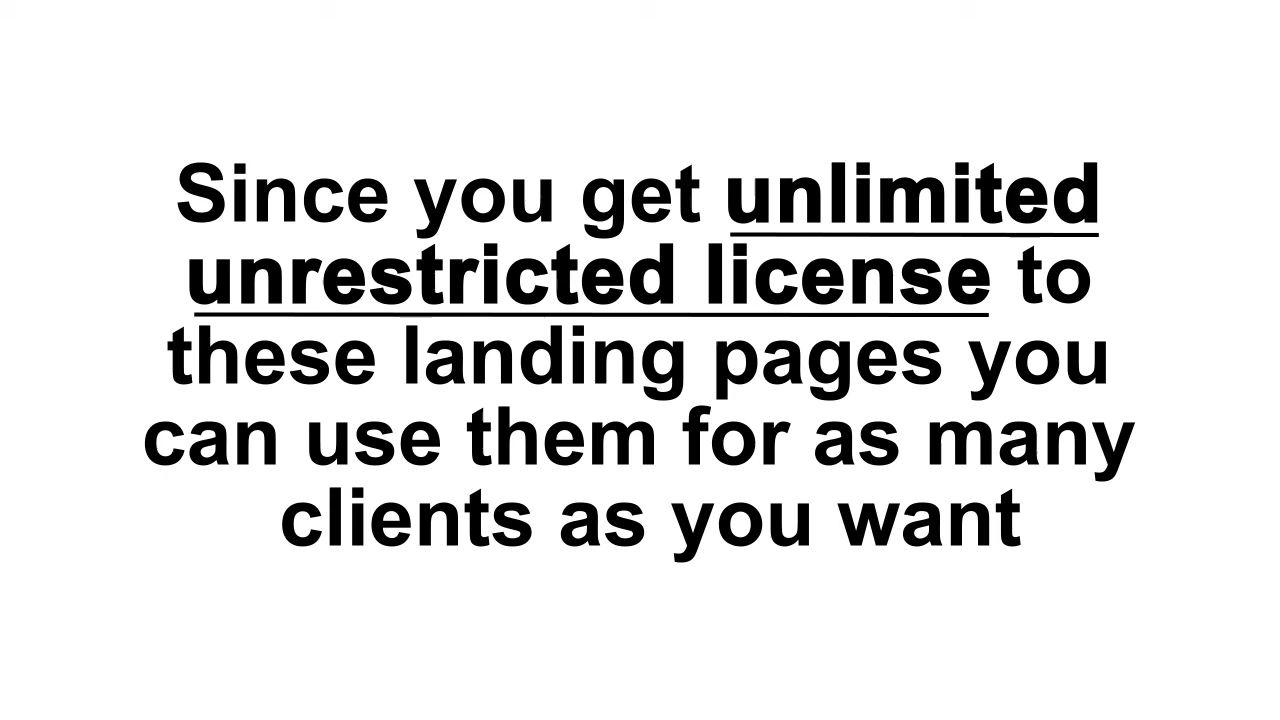 Since you get unlimited
unrestricted license to
these landing pages you
can use them for as many
clients as you want